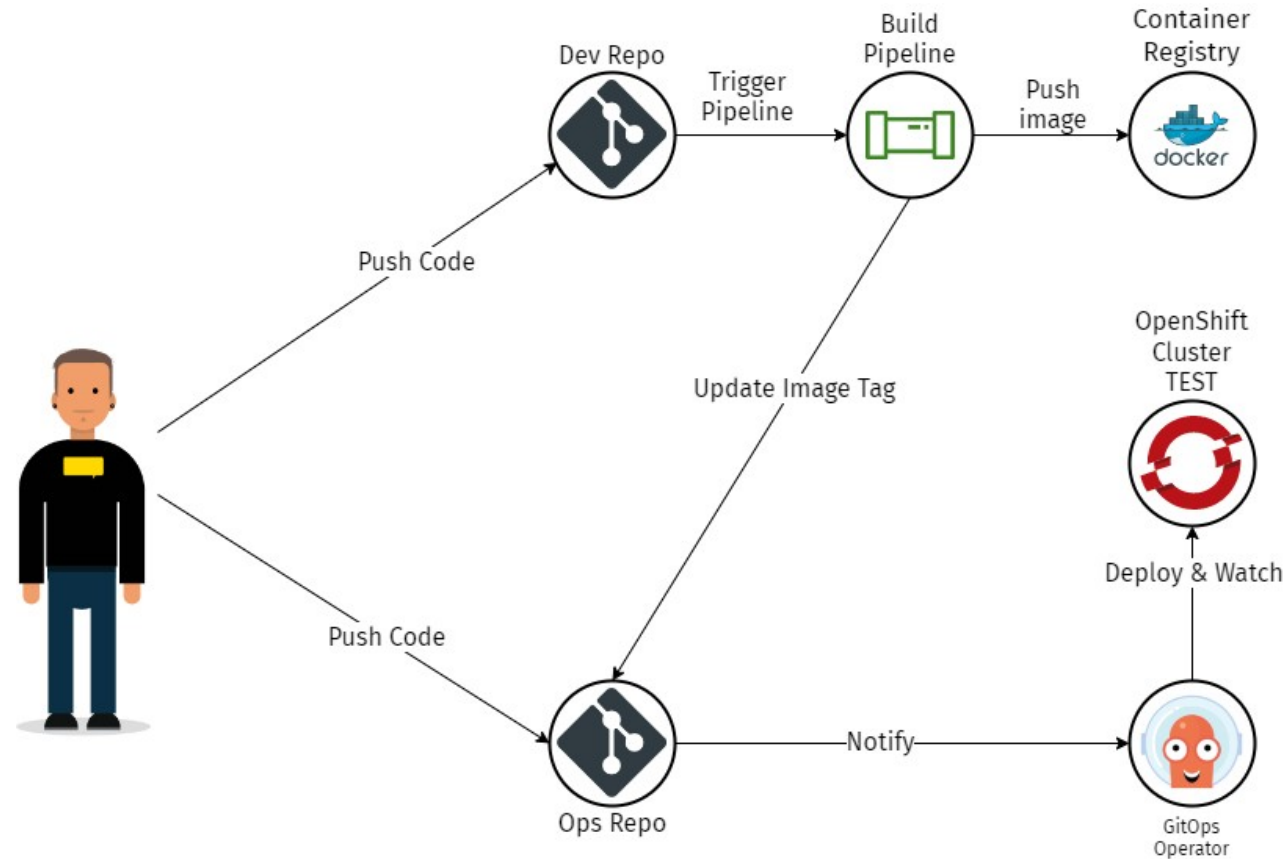 Dev Repo
Trigger
Pipeline
Build
Pipeline
Push
image
Container
Registry
docker
Push Code
Update Image Tag
OpenShift
Cluster
TEST
Deploy & Watch
Push Code
Notify
Ops Repo
GitOps
Operator